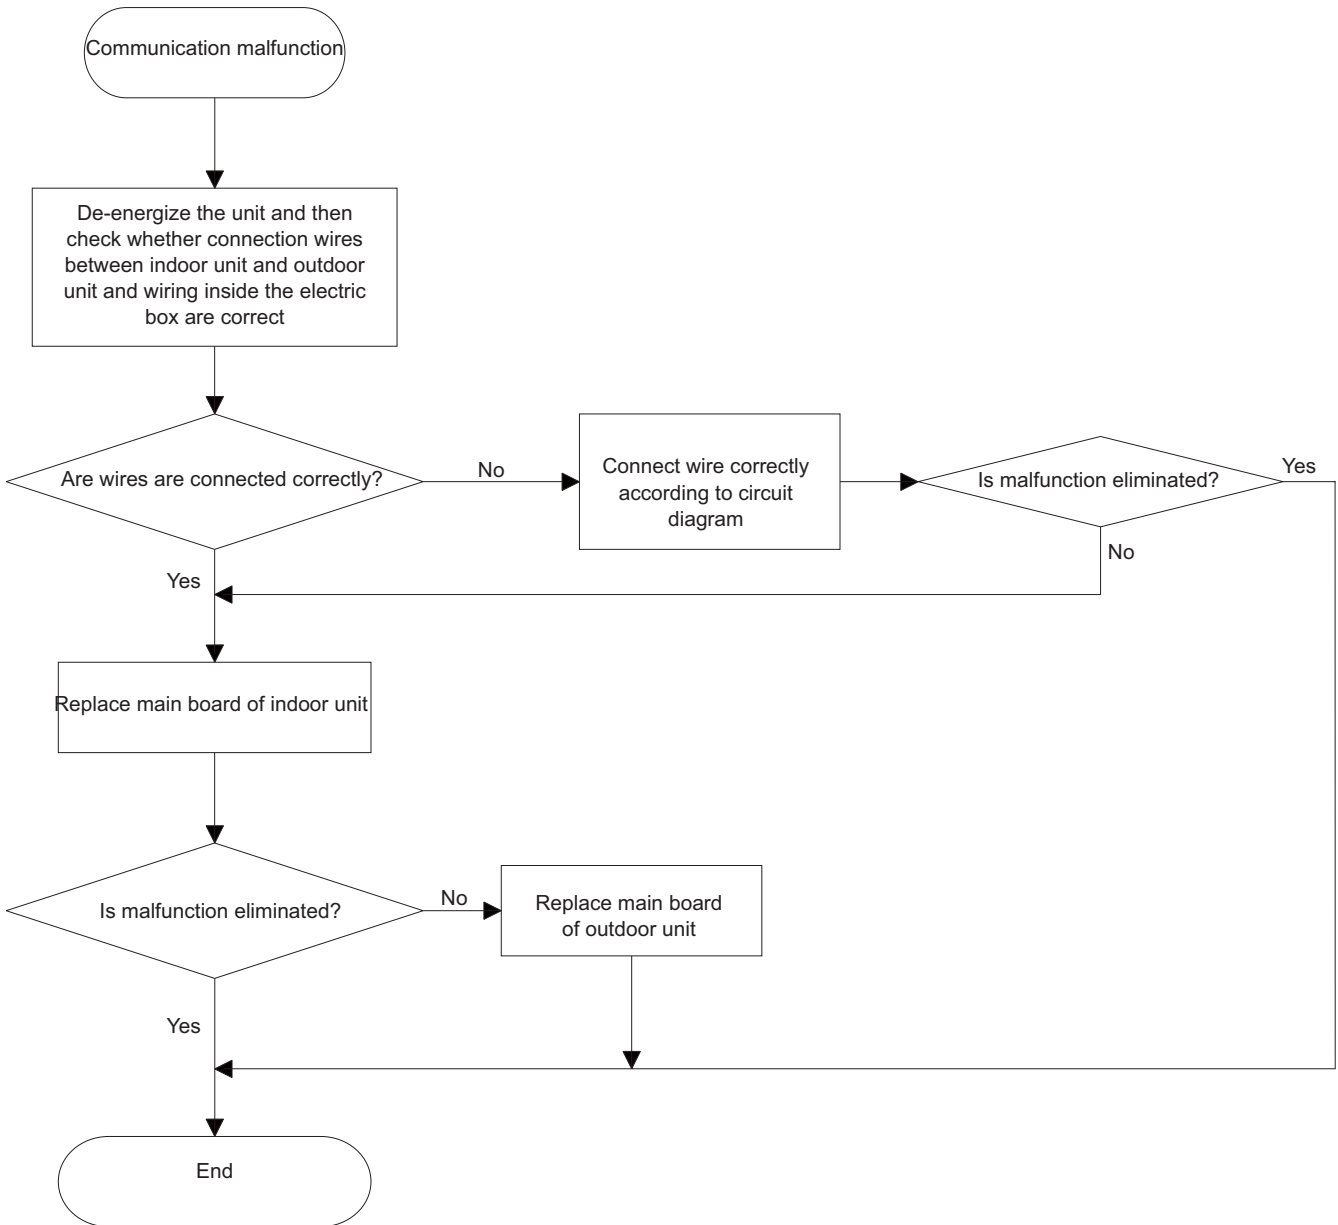 Communication malfunction
De-energize the unit and then
check whether connection wires
between indoor unit and outdoor
unit and wiring inside the electric
box are correct
Are wires are connected correctly?
No
Connect wire correctly
according to circuit
diagram
Is malfunction eliminated?
Yes
No
Yes
Replace main board of indoor unit
Is malfunction eliminated?
No
Replace main board
of outdoor unit
Yes
End